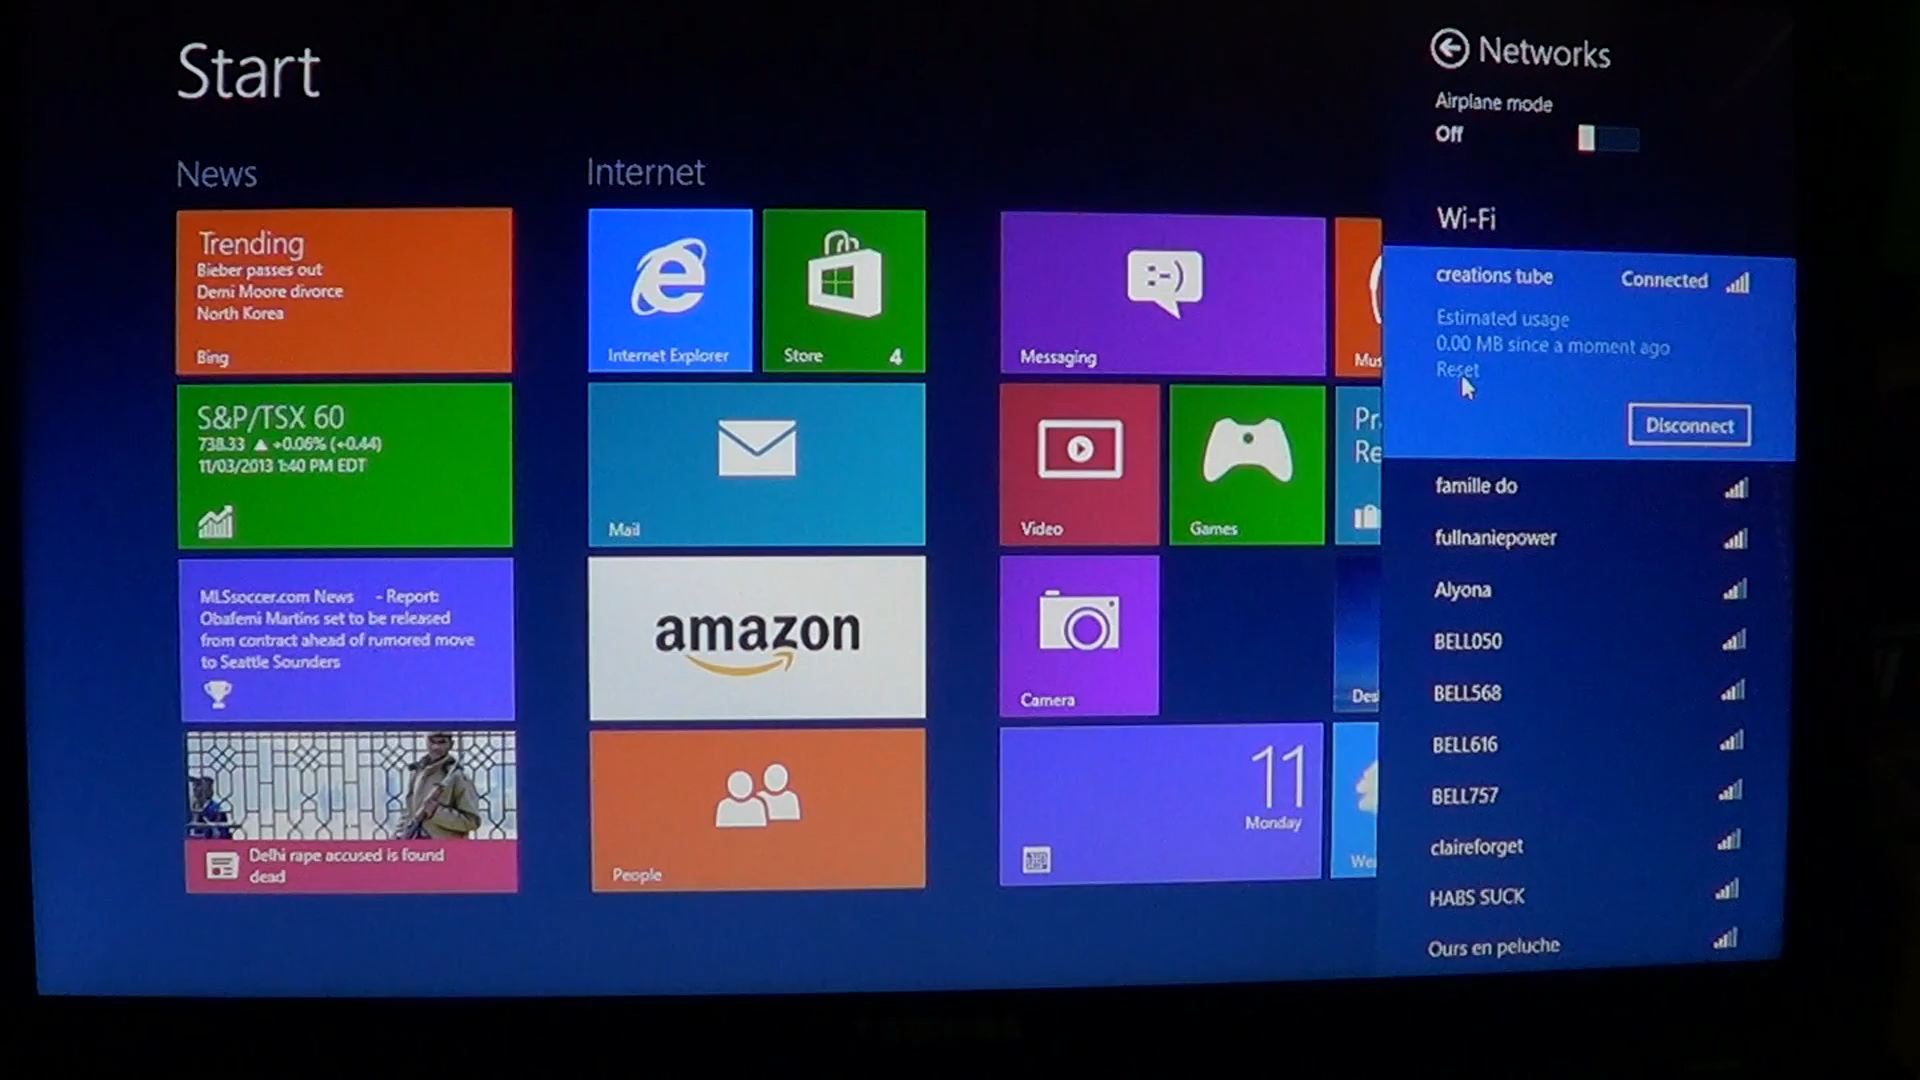 Start
News
Trending
Bieber passes out
Demi Moore divorce
North Korea
Bing
S&P/TSX 60
738.33 ▲ +0.06% (+0.44)
11/03/2013 1:40 PM EDT
MLSsoccer.com News - Report:
Obafemi Martins set to be released
from contract ahead of rumored move
to Seattle Sounders
Delhi rape accused is found
dead
Internet
Internet Explorer
Store 4
Mail
amazon
People
Messaging
Mus
Video
Games
Pr
Re
Camera
Des
11
Monday
We
Networks
Airplane mode
Off
Wi-Fi
creations tube Connected
Estimated usage
0.00 MB since a moment ago
Reset
Disconnect
famille do
fullnaniepower
Alyona
BELL050
BELL568
BELL616
BELL757
claireforget
HABS SUCK
Ours en peluche